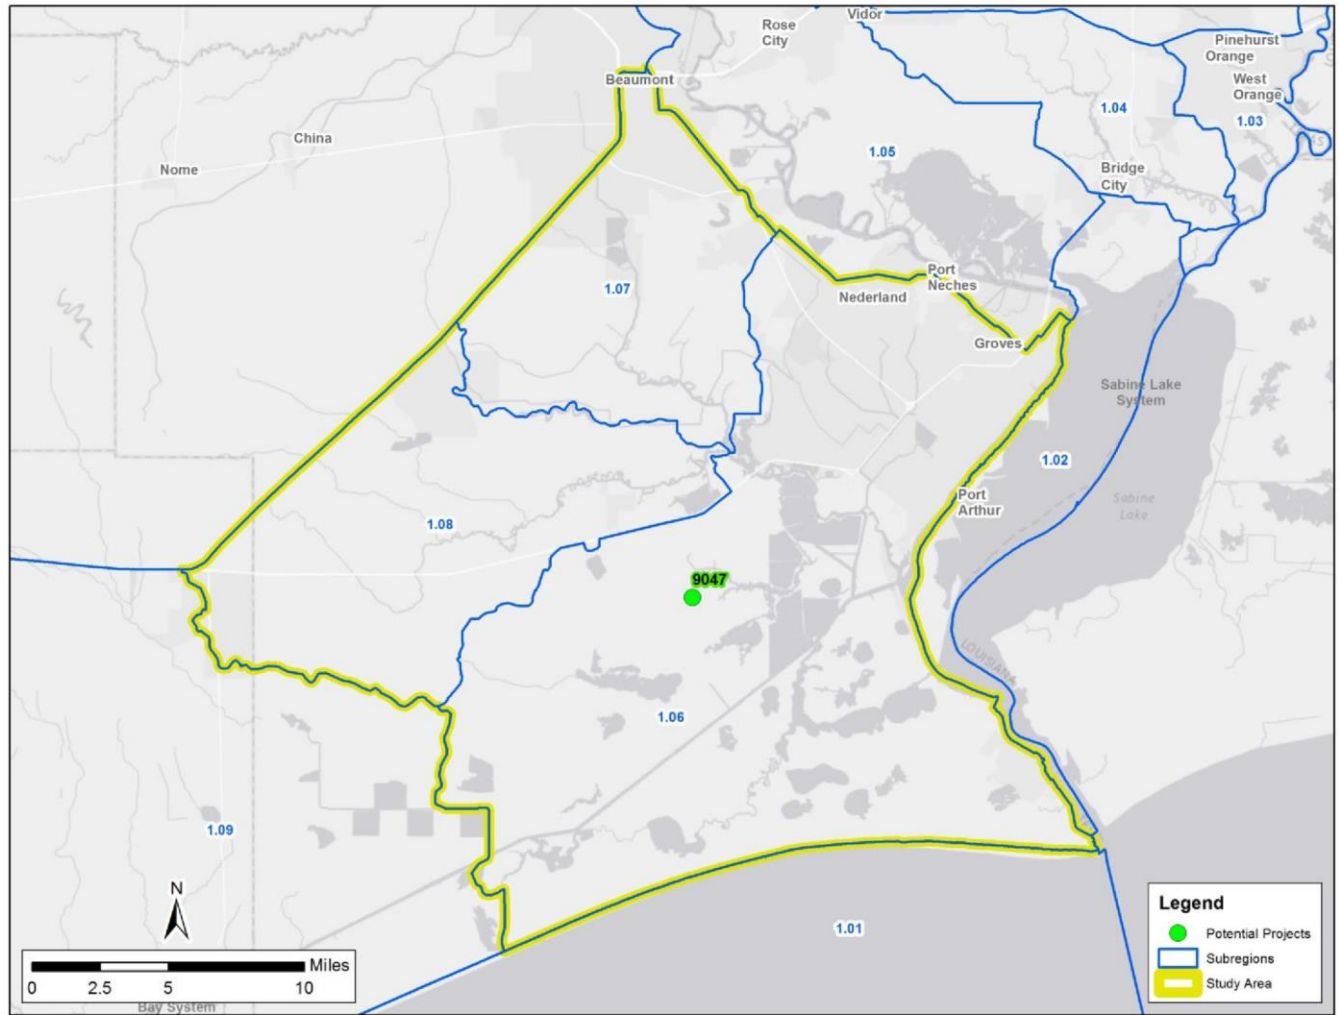 Vidor
Rose
City
Pinehurst
Orange
Beaumont
West
Orange
1.04
1.03
China
1.05
Nome
Bridge
City
Port
Neches
1.07
Nederland
Groves
Sabine Lake
System
1.02
Port
Arthur
Sabine
Lake
1.08
9047
LOUISIANA
1.06
1.09
N
1.01
Legend
Potential Projects
Subregions
Study Area
Miles
0 2.5 5 10
Bay System